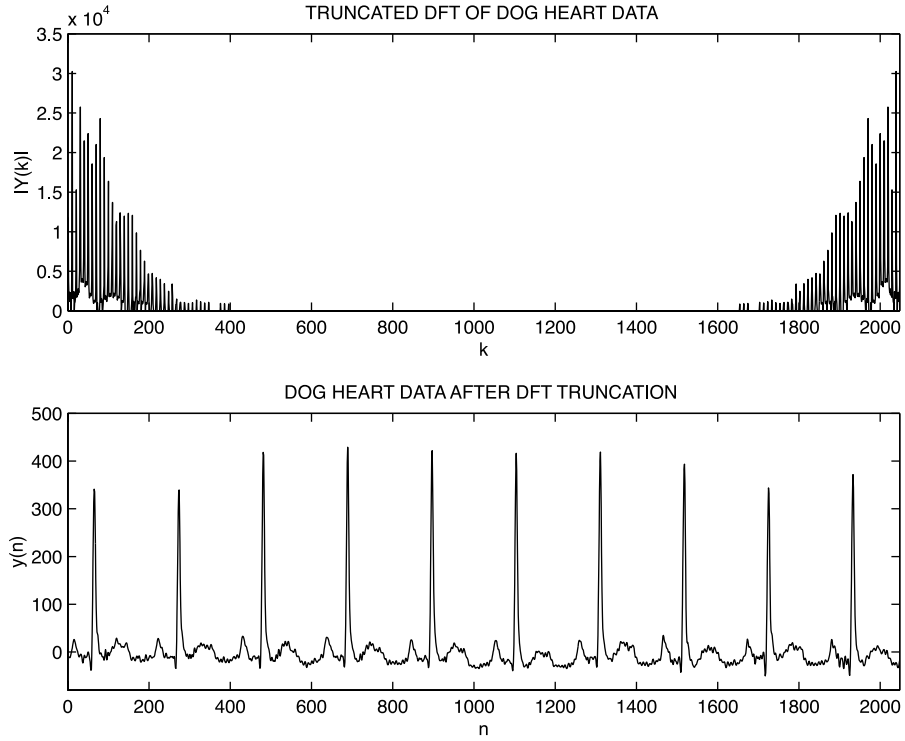 TRUNCATED DFT OF DOG HEART DATA
x 10^4
3.5
3
2.5
2
1.5
1
0.5
0
|Y(k)|
0 200 400 600 800 1000 1200 1400 1600 1800 2000
k
DOG HEART DATA AFTER DFT TRUNCATION
500
400
300
200
100
0
y(n)
0 200 400 600 800 1000 1200 1400 1600 1800 2000
n